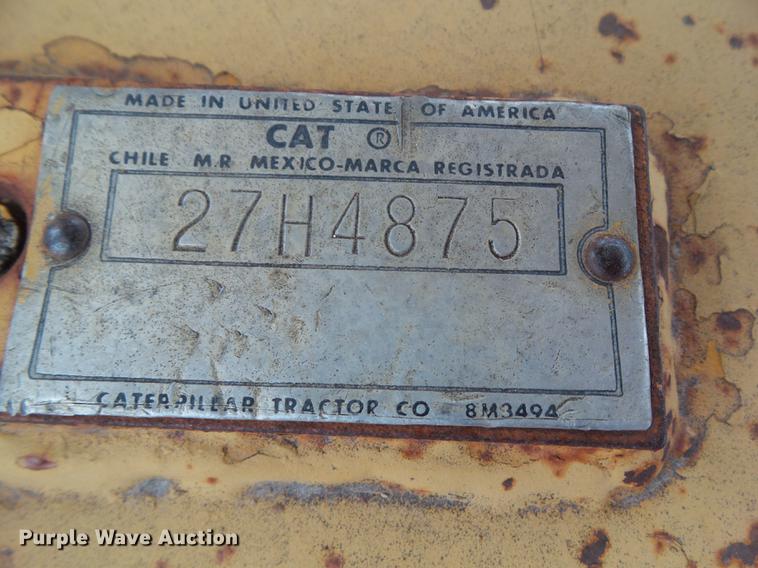 MADE IN UNITED STATE OF AMERICA
CAT ®
CHILE M.R MEXICO-MARCA REGISTRADA
27H4875
CATERPILLAR TRACTOR CO 8M3494
Purple Wave Auction